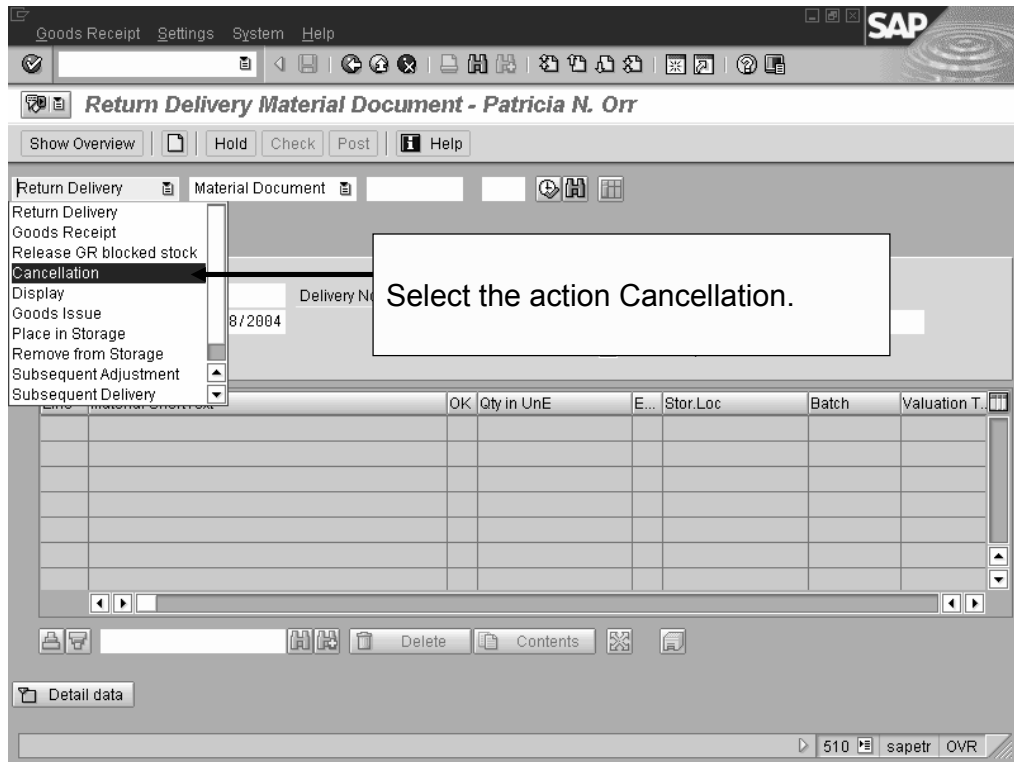 Goods Receipt Settings System Help
SAP
Return Delivery Material Document - Patricia N. Orr
Show Overview Hold Check Post Help
Return Delivery Material Document
Return Delivery
Goods Receipt
Release GR blocked stock
Cancellation
Display
Goods Issue
Place in Storage
Remove from Storage
Subsequent Adjustment
Subsequent Delivery
Delivery
8/2004
Select the action Cancellation.
OK Qty in UnE E... Stor.Loc Batch Valuation T..
Delete Contents
Detail data
510 sapetr OVR